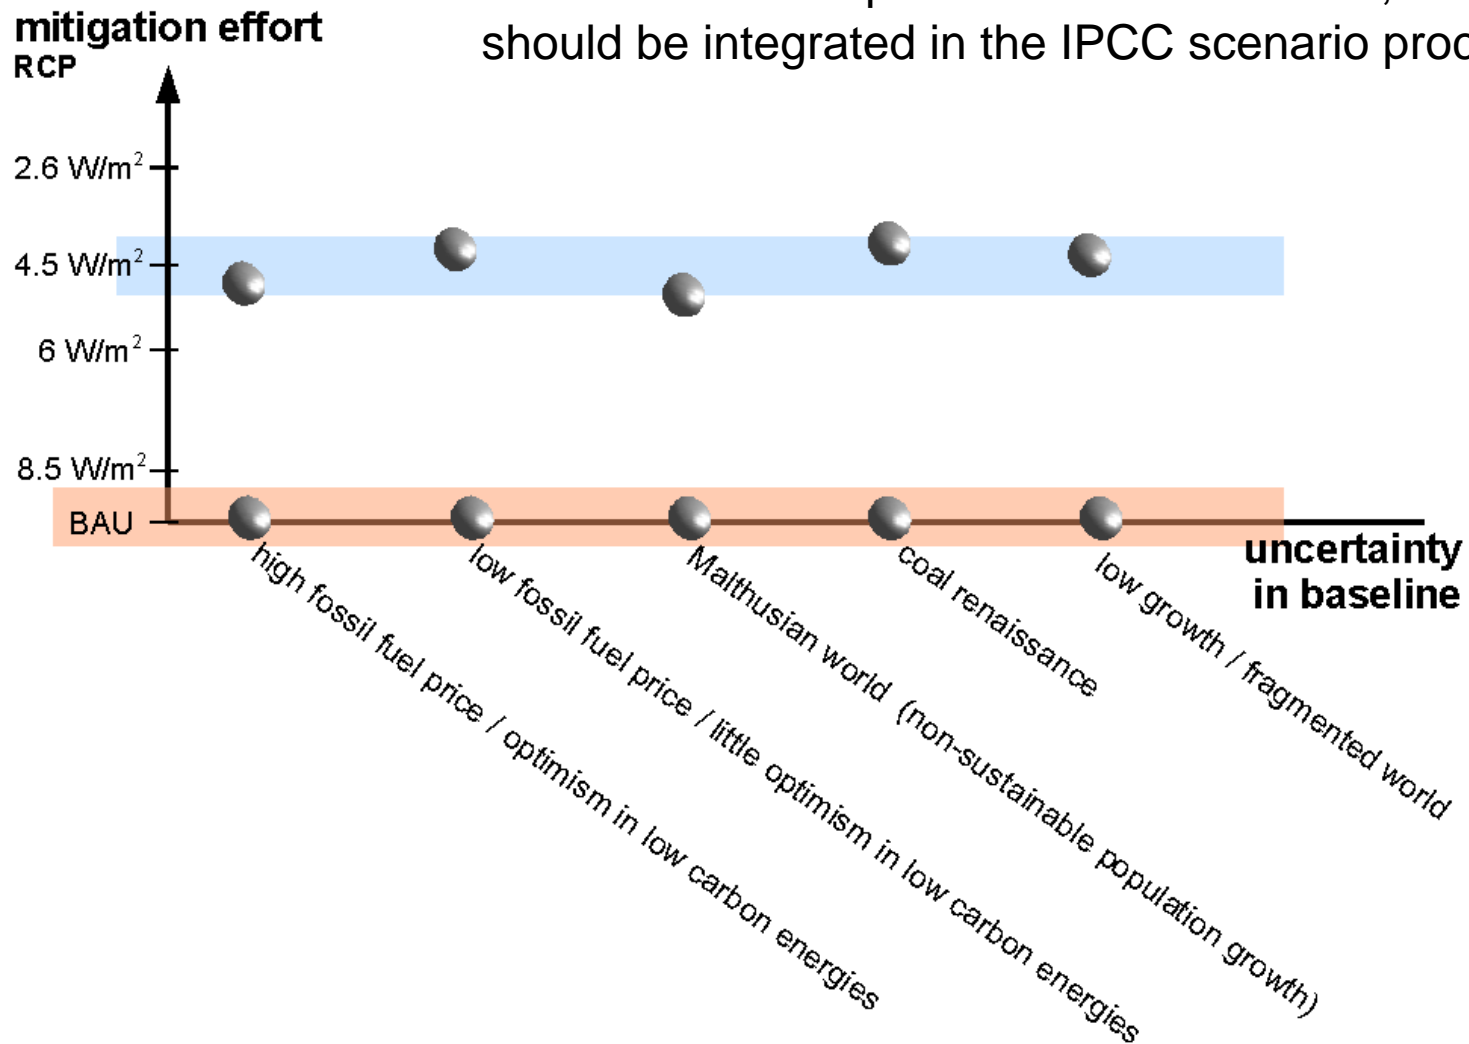 mitigation effort
RCP
should be integrated in the IPCC scenario
2.6 W/m²
4.5 W/m²
6 W/m²
8.5 W/m²
BAU
uncertainty
in baseline
high fossil fuel price / optimism in low carbon energies
low fossil fuel price / little optimism in low carbon energies
Malthusian world (non-sustainable population growth)
coal renaissance
low growth / fragmented world